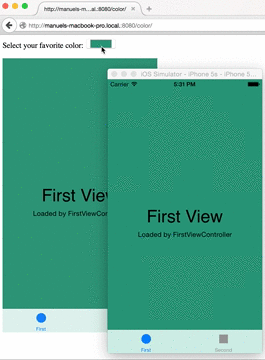 http://manuels-m...al.:8080/color/
http://manuels-macbook-pro.local.:8080/color/
Select your favorite color:
First View
Loaded by FirstViewC
First
iOS Simulator - iPhone 5s - iPhone 5...
Carrier
5:31 PM
First View
Loaded by FirstViewController
First
Second